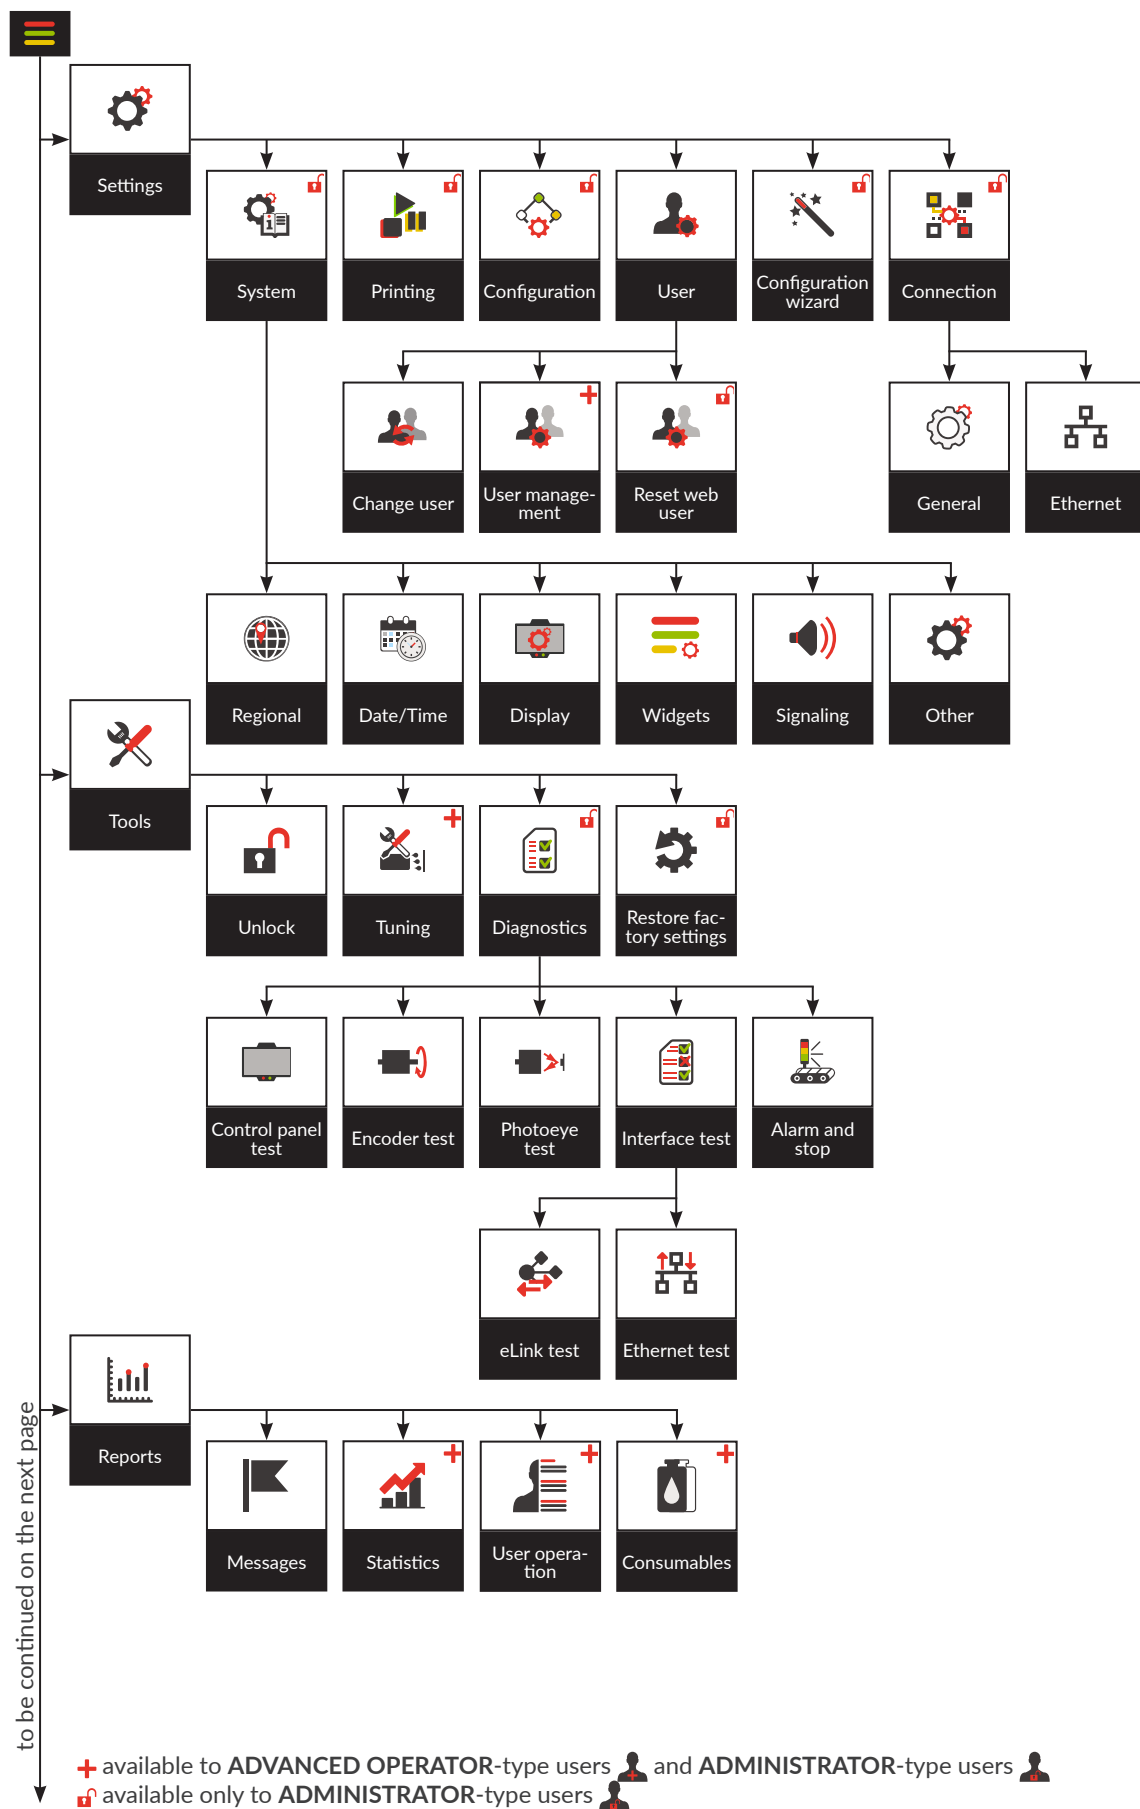 Settings
System
Printing
Configuration
User
Configuration
wizard
Connection
Change user
User manage-
ment
Reset web
user
General
Ethernet
Regional
Date/Time
Display
Widgets
Signaling
Other
Tools
Unlock
Tuning
Diagnostics
Restore fac-
tory settings
Control panel
test
Encoder test
Photoeye
test
Interface test
Alarm and
stop
eLink test
Ethernet test
Reports
Messages
Statistics
User opera-
tion
Consumables
to be continued on the next page
available to ADVANCED OPERATOR-type users and ADMINISTRATOR-type users
available only to ADMINISTRATOR-type users